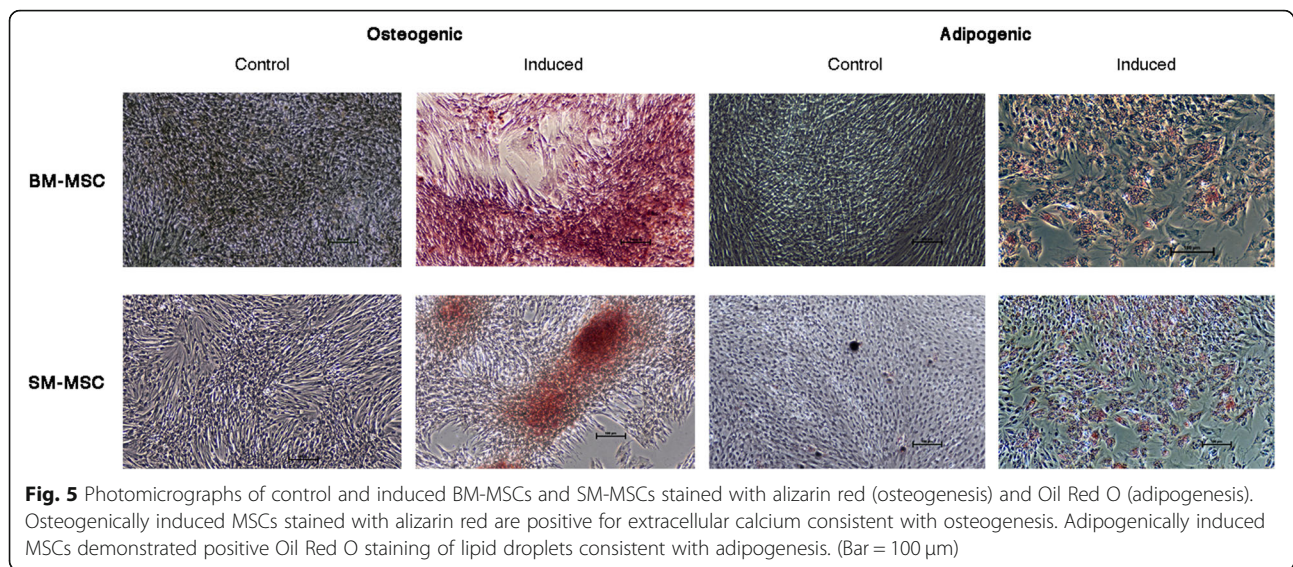 Osteogenic Adipogenic
Control Induced Control Induced
BM-MSC
SM-MSC
Fig. 5 Photomicrographs of control and induced BM-MSCs and SM-MSCs stained with alizarin red (osteogenesis) and Oil Red O (adipogenesis).
Osteogenically induced MSCs stained with alizarin red are positive for extracellular calcium consistent with osteogenesis. Adipogenically induced
MSCs demonstrated positive Oil Red O staining of lipid droplets consistent with adipogenesis. (Bar = 100 μm)